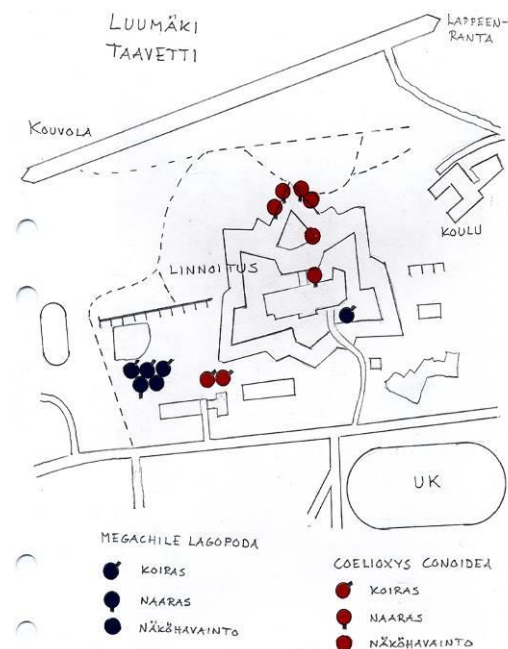 LUUMÄKI
TAAVETTI
LAPPEEN-
RANTA
KOUVOLA
KOULU
LINNOITUS
UK
MEGACHILE LAGOPODA
KOIRAS
NAARAS
NÄKÖHAVAINTO
COELIOXYS CONOIDEA
KOIRAS
NAARAS
NÄKÖHAVAINTO